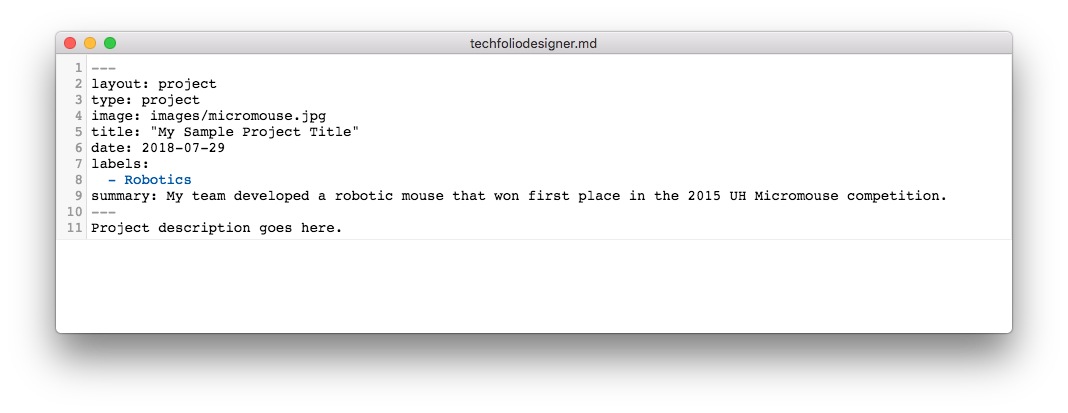 techfoliodesigner.md
1 ---
2 layout: project
3 type: project
4 image: images/micromouse.jpg
5 title: "My Sample Project Title"
6 date: 2018-07-29
7 labels:
8   - Robotics
9 summary: My team developed a robotic mouse that won first place in the 2015 UH Micromouse competition.
10 ---
11 Project description goes here.